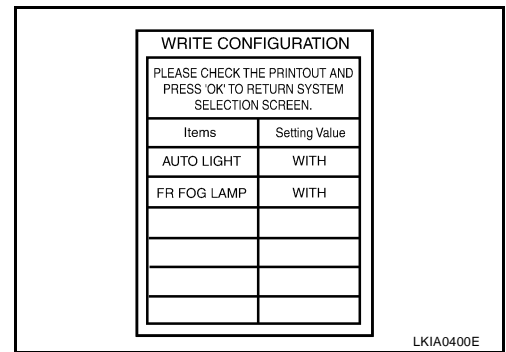 WRITE CONFIGURATION
PLEASE CHECK THE PRINTOUT AND
PRESS 'OK' TO RETURN SYSTEM
SELECTION SCREEN.
Items Setting Value
AUTO LIGHT WITH
FR FOG LAMP WITH
LKIA0400E